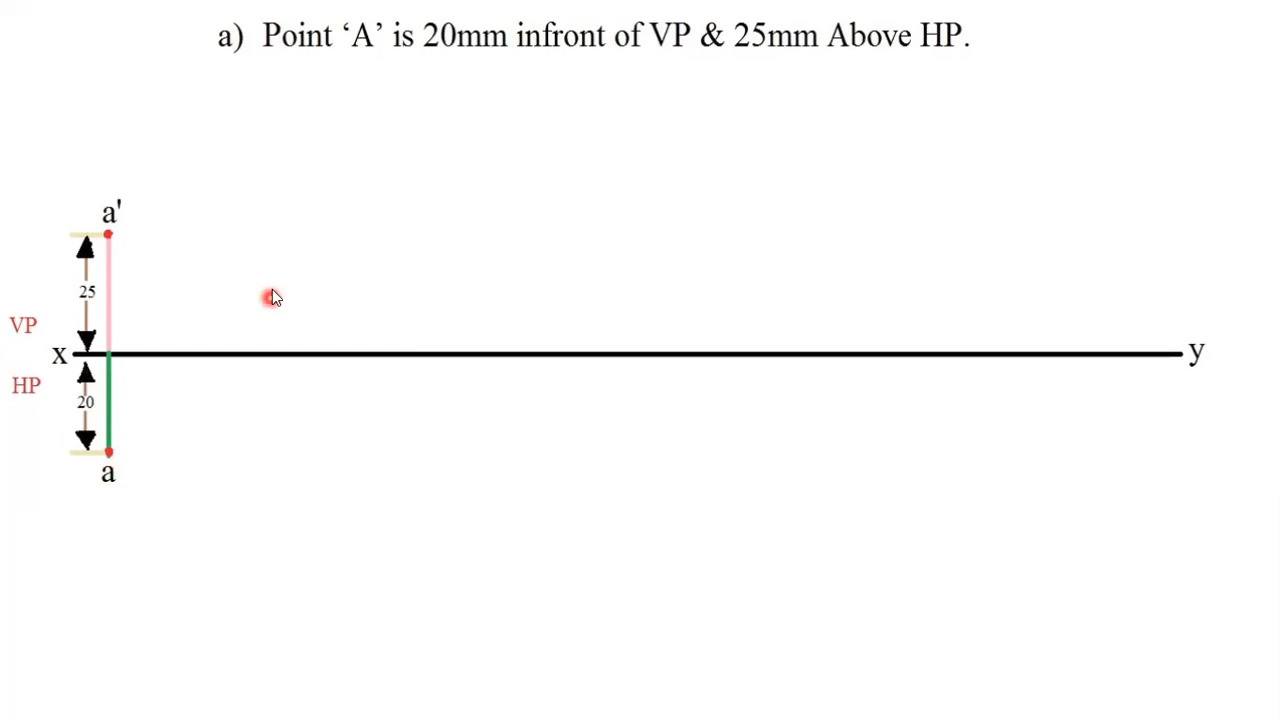 a) Point ‘A’ is 20mm infront of VP & 25mm Above HP.
a'
25
VP
x
y
HP
20
a